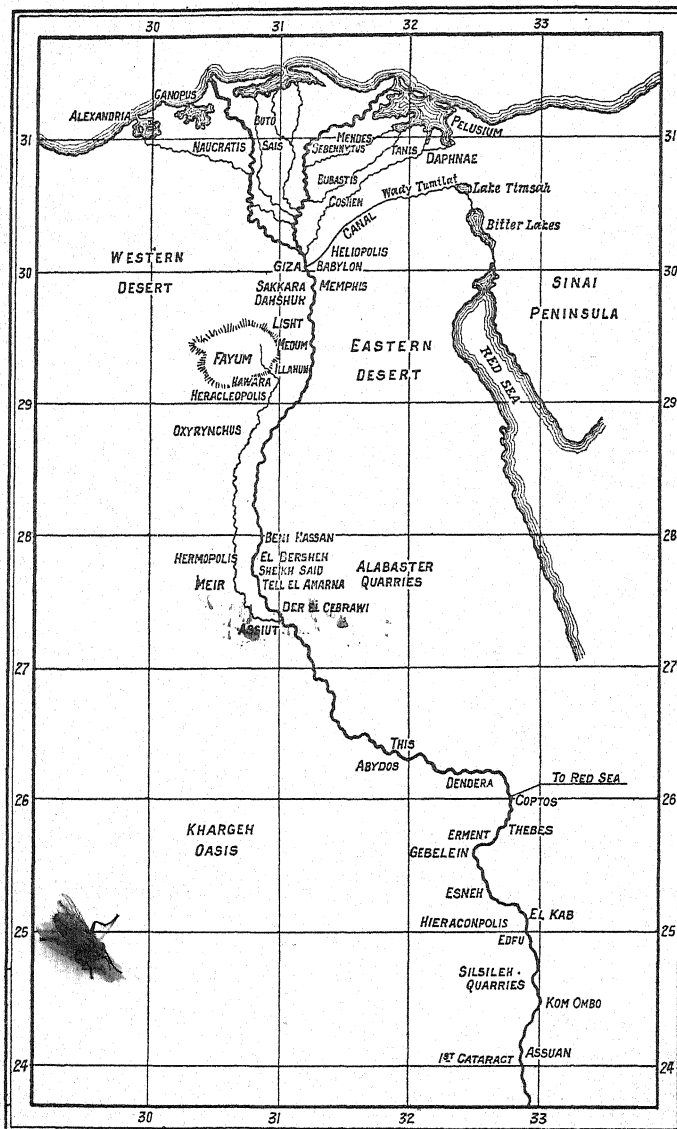 30 31 32 33
CANOPUS
ALEXANDRIA
BUTO
31 31
NAUCRATIS
SAIS
MENDES
SEBENNYTUS
TANIS
PELUSIUM
DAPHNAE
BUBASTIS
GOSHEN
Wady Tumilat
Lake Timsah
CANAL
Bitter Lakes
HELIOPOLIS
WESTERN
DESERT
GIZA
BABYLON
30 30
SAKKARA
DAHSHUR
MEMPHIS
SINAI
PENINSULA
LISHT
MEDUM
EASTERN
DESERT
RED SEA
FAYUM
ILLAHUN
HAWARA
HERACLEOPOLIS
29 29
OXYRYNCHUS
28 28
BENI HASSAN
HERMOPOLIS
EL BERSHEH
SHEIKH SAID
TELL EL AMARNA
ALABASTER
QUARRIES
MEIR
DER EL GEBRAWI
ASSIUT
27 27
THIS
ABYDOS
DENDERA
TO RED SEA
26 26
COPTOS
KHARGEH
OASIS
ERMENT
THEBES
GEBELEIN
ESNEH
EL KAB
HIERACONPOLIS
25 25
EDFU
SILSILEH
QUARRIES
KOM OMBO
1ST CATARACT
ASSUAN
24 24
30 31 32 33